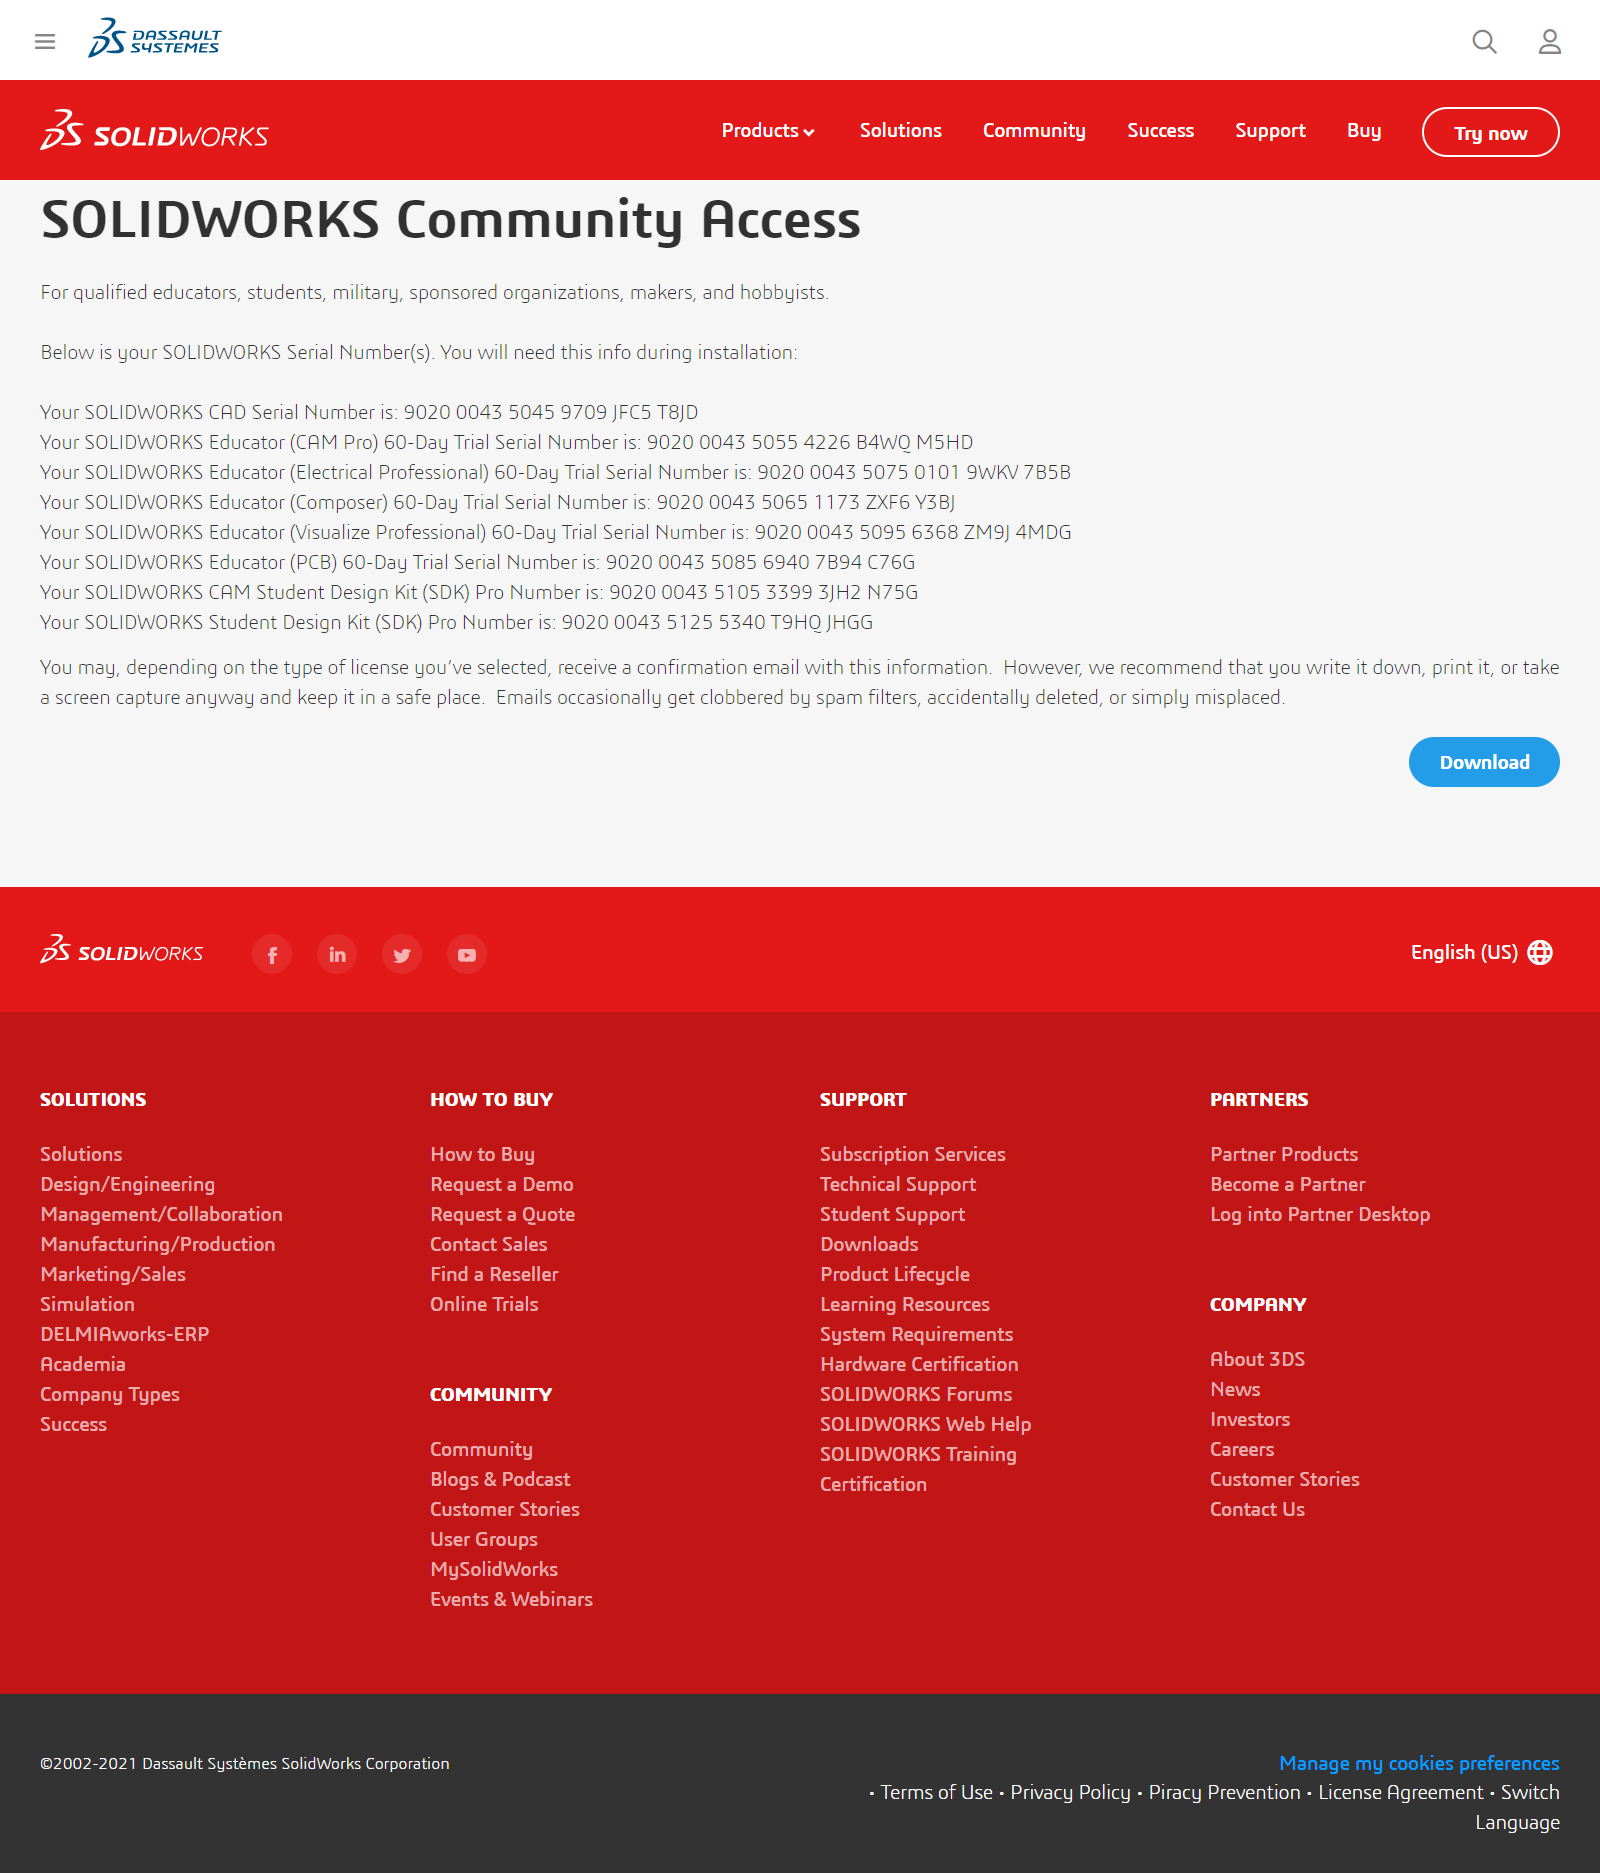 DASSAULT
SYSTEMES
SOLIDWORKS
Products
Solutions
Community
Success
Support
Buy
Try now
SOLIDWORKS Community Access
For qualified educators, students, military, sponsored organizations, makers, and hobbyists.
Below is your SOLIDWORKS Serial Number(s). You will need this info during installation:
Your SOLIDWORKS CAD Serial Number is: 9020 0043 5045 9709 JFC5 T8JD
Your SOLIDWORKS Educator (CAM Pro) 60-Day Trial Serial Number is: 9020 0043 5055 4226 B4WQ M5HD
Your SOLIDWORKS Educator (Electrical Professional) 60-Day Trial Serial Number is: 9020 0043 5075 0101 9WKV 7B5B
Your SOLIDWORKS Educator (Composer) 60-Day Trial Serial Number is: 9020 0043 5065 1173 ZXF6 Y3BJ
Your SOLIDWORKS Educator (Visualize Professional) 60-Day Trial Serial Number is: 9020 0043 5095 6368 ZM9J 4MDG
Your SOLIDWORKS Educator (PCB) 60-Day Trial Serial Number is: 9020 0043 5085 6940 7B94 C76G
Your SOLIDWORKS CAM Student Design Kit (SDK) Pro Number is: 9020 0043 5105 3399 3JH2 N75G
Your SOLIDWORKS Student Design Kit (SDK) Pro Number is: 9020 0043 5125 5340 T9HQ JHGG
You may, depending on the type of license you’ve selected, receive a confirmation email with this information.  However, we recommend that you write it down, print it, or take
a screen capture anyway and keep it in a safe place.  Emails occasionally get clobbered by spam filters, accidentally deleted, or simply misplaced.
Download
SOLIDWORKS
English (US)
SOLUTIONS
Solutions
Design/Engineering
Management/Collaboration
Manufacturing/Production
Marketing/Sales
Simulation
DELMIAworks-ERP
Academia
Company Types
Success
HOW TO BUY
How to Buy
Request a Demo
Request a Quote
Contact Sales
Find a Reseller
Online Trials
COMMUNITY
Community
Blogs & Podcast
Customer Stories
User Groups
MySolidWorks
Events & Webinars
SUPPORT
Subscription Services
Technical Support
Student Support
Downloads
Product Lifecycle
Learning Resources
System Requirements
Hardware Certification
SOLIDWORKS Forums
SOLIDWORKS Web Help
SOLIDWORKS Training
Certification
PARTNERS
Partner Products
Become a Partner
Log into Partner Desktop
COMPANY
About 3DS
News
Investors
Careers
Customer Stories
Contact Us
©2002-2021 Dassault Systèmes SolidWorks Corporation
Manage my cookies preferences
• Terms of Use • Privacy Policy • Piracy Prevention • License Agreement • Switch
Language